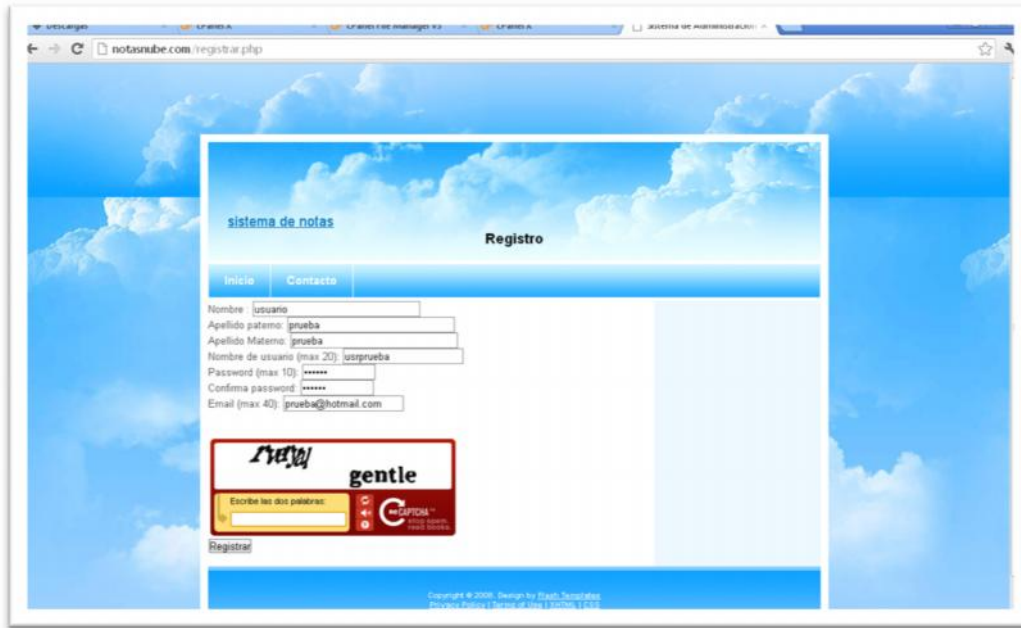 Descargas
cPanel X
cPanel File Manager v3
cPanel X
Sistema de Administración
notasnube.com/registrar.php
sistema de notas
Registro
Inicio
Contacto
Nombre : usuario
Apellido paterno: prueba
Apellido Materno: prueba
Nombre de usuario (max 20): usrprueba
Password (max 10): ••••••
Confirma password: ••••••
Email (max 40): prueba@hotmail.com
gentle
Escribe las dos palabras:
reCAPTCHA™
stop spam.
read books.
Registrar
Copyright © 2008. Design by Flash Templates
Privacy Policy | Terms of Use | XHTML | CSS